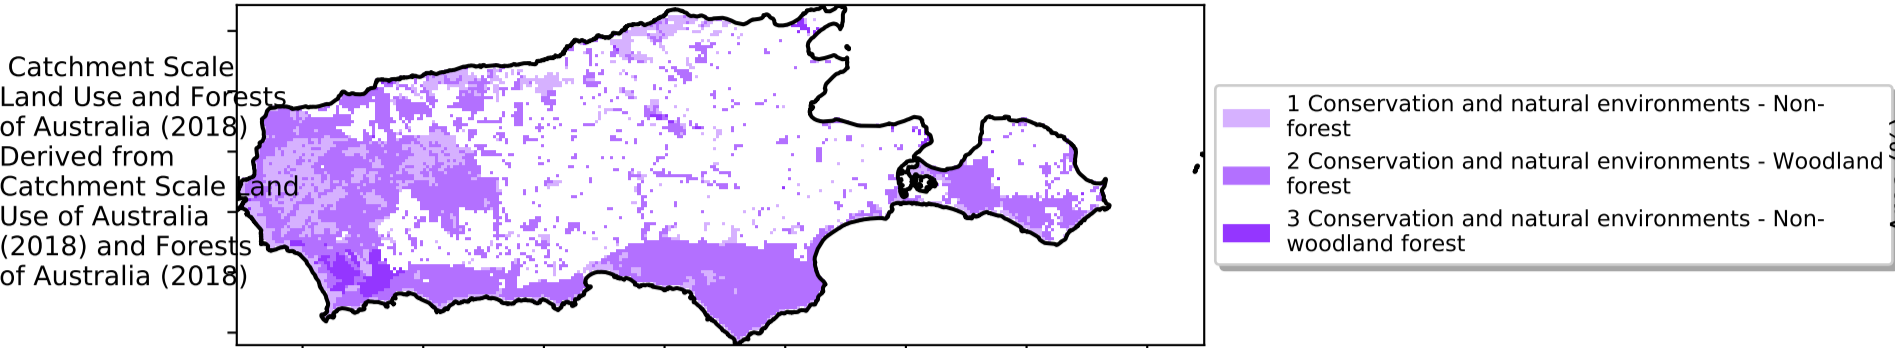 Catchment Scale
Land Use and Forests
of Australia (2018)
Derived from
Catchment Scale Land
Use of Australia
(2018) and Forests
of Australia (2018)
1 Conservation and natural environments - Non-
forest
2 Conservation and natural environments - Woodland
forest
3 Conservation and natural environments - Non-
woodland forest